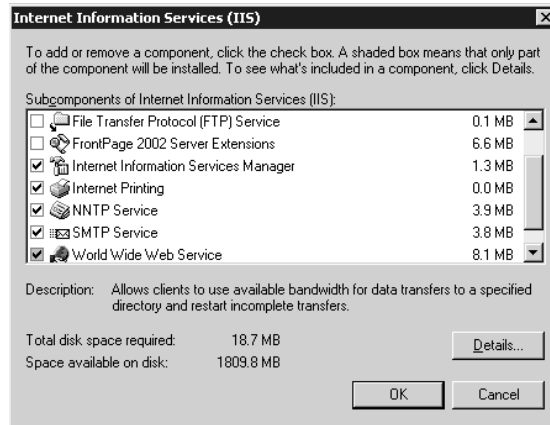 Internet Information Services (IIS)
To add or remove a component, click the check box. A shaded box means that only part
of the component will be installed. To see what's included in a component, click Details.
Subcomponents of Internet Information Services (IIS):
File Transfer Protocol (FTP) Service 0.1 MB
FrontPage 2002 Server Extensions 6.6 MB
Internet Information Services Manager 1.3 MB
Internet Printing 0.0 MB
NNTP Service 3.9 MB
SMTP Service 3.8 MB
World Wide Web Service 8.1 MB
Description: Allows clients to use available bandwidth for data transfers to a specified
directory and restart incomplete transfers.
Total disk space required: 18.7 MB
Space available on disk: 1809.8 MB
Details...
OK Cancel